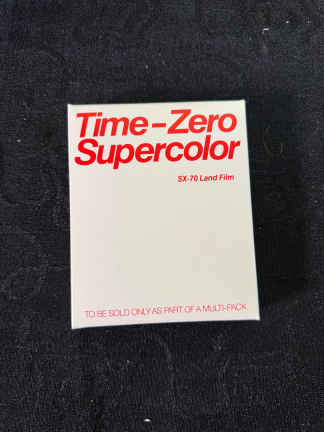 Time-Zero
Supercolor
SX-70 Land Film
TO BE SOLD ONLY AS PART OF A MULTI-PACK